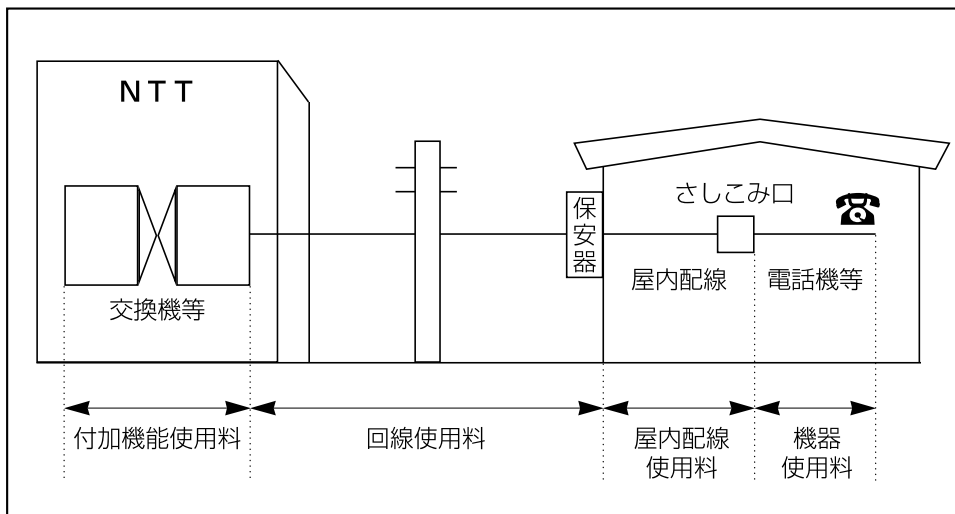 NTT
さしこみ口
保安器
屋内配線
電話機等
交換機等
付加機能使用料
回線使用料
屋内配線
使用料
機器
使用料